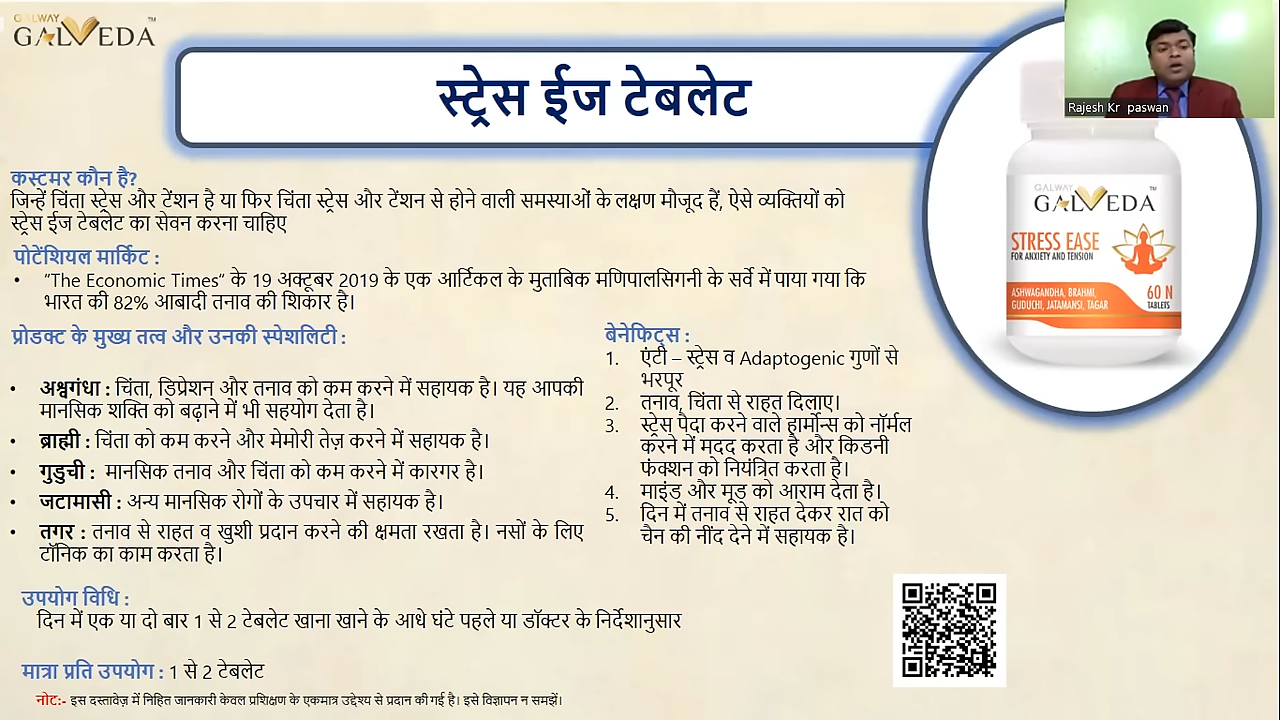 GALWAY
GALVEDA™
स्ट्रेस ईज टेबलेट
Rajesh Kr paswan
कस्टमर कौन है?
जिन्हें चिंता स्ट्रेस और टेंशन है या फिर चिंता स्ट्रेस और टेंशन से होने वाली समस्याओं के लक्षण मौजूद हैं, ऐसे व्यक्तियों को
स्ट्रेस ईज टेबलेट का सेवन करना चाहिए
पोटेंशियल मार्किट :
• "The Economic Times" के 19 अक्टूबर 2019 के एक आर्टिकल के मुताबिक मणिपालसिगनी के सर्वे में पाया गया कि
भारत की 82% आबादी तनाव की शिकार है।
प्रोडक्ट के मुख्य तत्व और उनकी स्पेशलिटी :
• अश्वगंधा : चिंता, डिप्रेशन और तनाव को कम करने में सहायक है। यह आपकी
मानसिक शक्ति को बढ़ाने में भी सहयोग देता है।
• ब्राह्मी : चिंता को कम करने और मेमोरी तेज़ करने में सहायक है।
• गुडुची : मानसिक तनाव और चिंता को कम करने में कारगर है।
• जटामासी : अन्य मानसिक रोगों के उपचार में सहायक है।
• तगर : तनाव से राहत व खुशी प्रदान करने की क्षमता रखता है। नसों के लिए
टॉनिक का काम करता है।
बेनेफिट्स :
1. एंटी – स्ट्रेस व Adaptogenic गुणों से
भरपूर
2. तनाव, चिंता से राहत दिलाए।
3. स्ट्रेस पैदा करने वाले हार्मोन्स को नॉर्मल
करने में मदद करता है और किडनी
फंक्शन को नियंत्रित करता है।
4. माइंड और मूड को आराम देता है।
5. दिन में तनाव से राहत देकर रात को
चैन की नींद देने में सहायक है।
GALWAY
GALVEDA™
STRESS EASE
FOR ANXIETY AND TENSION
ASHWAGANDHA, BRAHMI,
GUDUCHI, JATAMANSI, TAGAR
60 N
TABLETS
उपयोग विधि :
दिन में एक या दो बार 1 से 2 टेबलेट खाना खाने के आधे घंटे पहले या डॉक्टर के निर्देशानुसार
मात्रा प्रति उपयोग : 1 से 2 टेबलेट
नोट:- इस दस्तावेज़ में निहित जानकारी केवल प्रशिक्षण के एकमात्र उद्देश्य से प्रदान की गई है। इसे विज्ञापन न समझें।